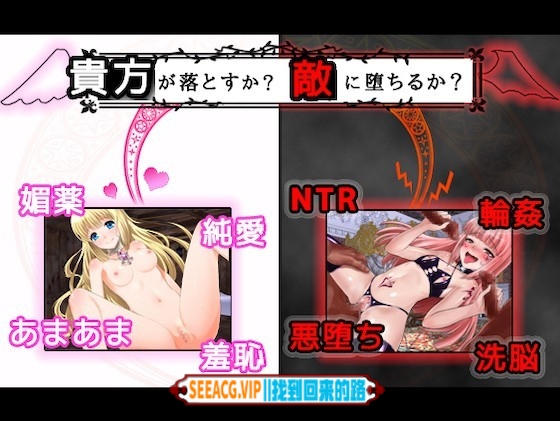 貴方が落とすか？ 敵に堕ちるか？
媚薬
純愛
あまあま
羞恥
NTR
輪姦
悪堕ち
洗脳
SEEACG.VIP||找到回来的路